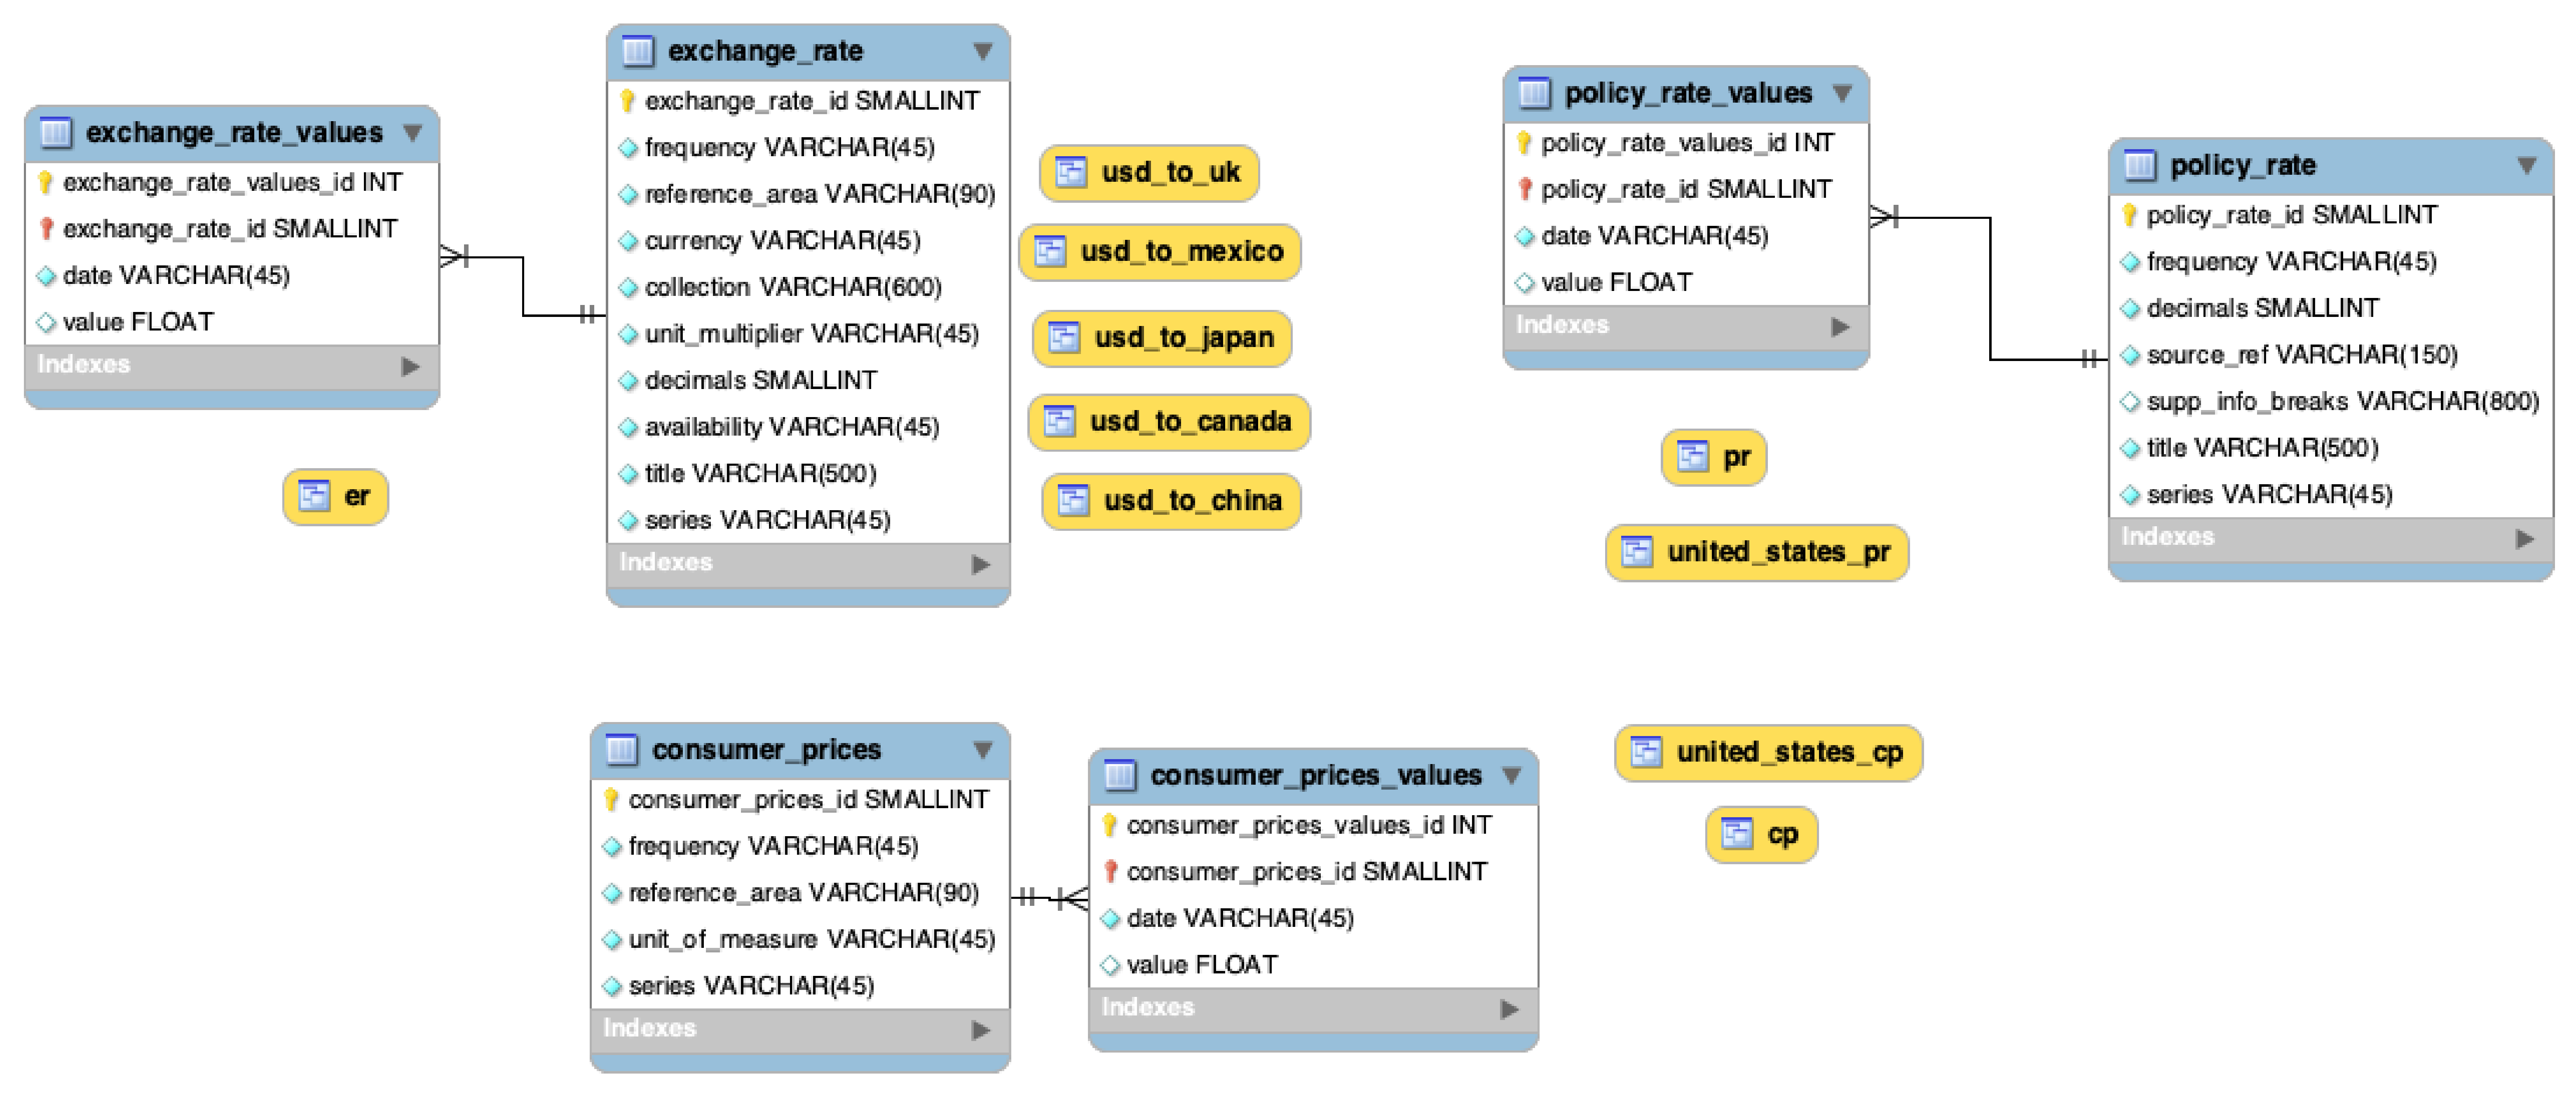 exchange_rate_values
exchange_rate_values_id INT
exchange_rate_id SMALLINT
date VARCHAR(45)
value FLOAT
Indexes
er
exchange_rate
exchange_rate_id SMALLINT
frequency VARCHAR(45)
reference_area VARCHAR(90)
currency VARCHAR(45)
collection VARCHAR(600)
unit_multiplier VARCHAR(45)
decimals SMALLINT
availability VARCHAR(45)
title VARCHAR(500)
series VARCHAR(45)
Indexes
usd_to_uk
usd_to_mexico
usd_to_japan
usd_to_canada
usd_to_china
policy_rate_values
policy_rate_values_id INT
policy_rate_id SMALLINT
date VARCHAR(45)
value FLOAT
Indexes
pr
united_states_pr
policy_rate
policy_rate_id SMALLINT
frequency VARCHAR(45)
decimals SMALLINT
source_ref VARCHAR(150)
supp_info_breaks VARCHAR(800)
title VARCHAR(500)
series VARCHAR(45)
Indexes
consumer_prices
consumer_prices_id SMALLINT
frequency VARCHAR(45)
reference_area VARCHAR(90)
unit_of_measure VARCHAR(45)
series VARCHAR(45)
Indexes
consumer_prices_values
consumer_prices_values_id INT
consumer_prices_id SMALLINT
date VARCHAR(45)
value FLOAT
Indexes
united_states_cp
cp